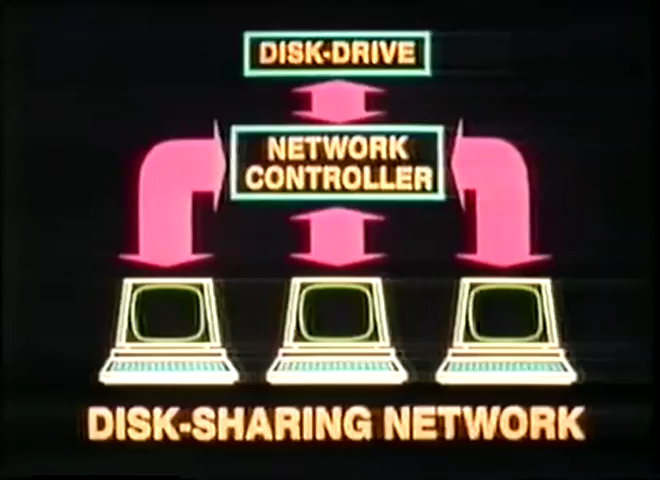 DISK-DRIVE
NETWORK
CONTROLLER
DISK-SHARING NETWORK